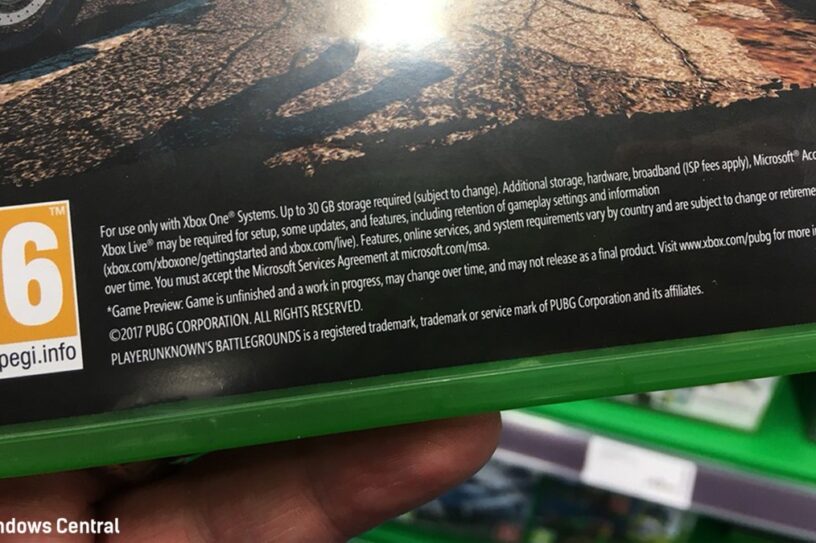 For use only with Xbox One® Systems. Up to 30 GB storage required (subject to change). Additional storage, hardware, broadband (ISP fees apply), Microsoft®
Xbox Live® may be required for setup, some updates, and features, including retention of gameplay settings and information
(xbox.com/xboxone/gettingstarted and xbox.com/live). Features, online services, and system requirements vary by country and are subject to change or
over time. You must accept the Microsoft Services Agreement at microsoft.com/msa.
*Game Preview: Game is unfinished and a work in progress, may change over time, and may not release as a final product. Visit www.xbox.com/pubg for more
©2017 PUBG CORPORATION. ALL RIGHTS RESERVED.
PLAYERUNKNOWN'S BATTLEGROUNDS is a registered trademark, trademark or service mark of PUBG Corporation and its affiliates.
6 ™
pegi.info
ndows Central